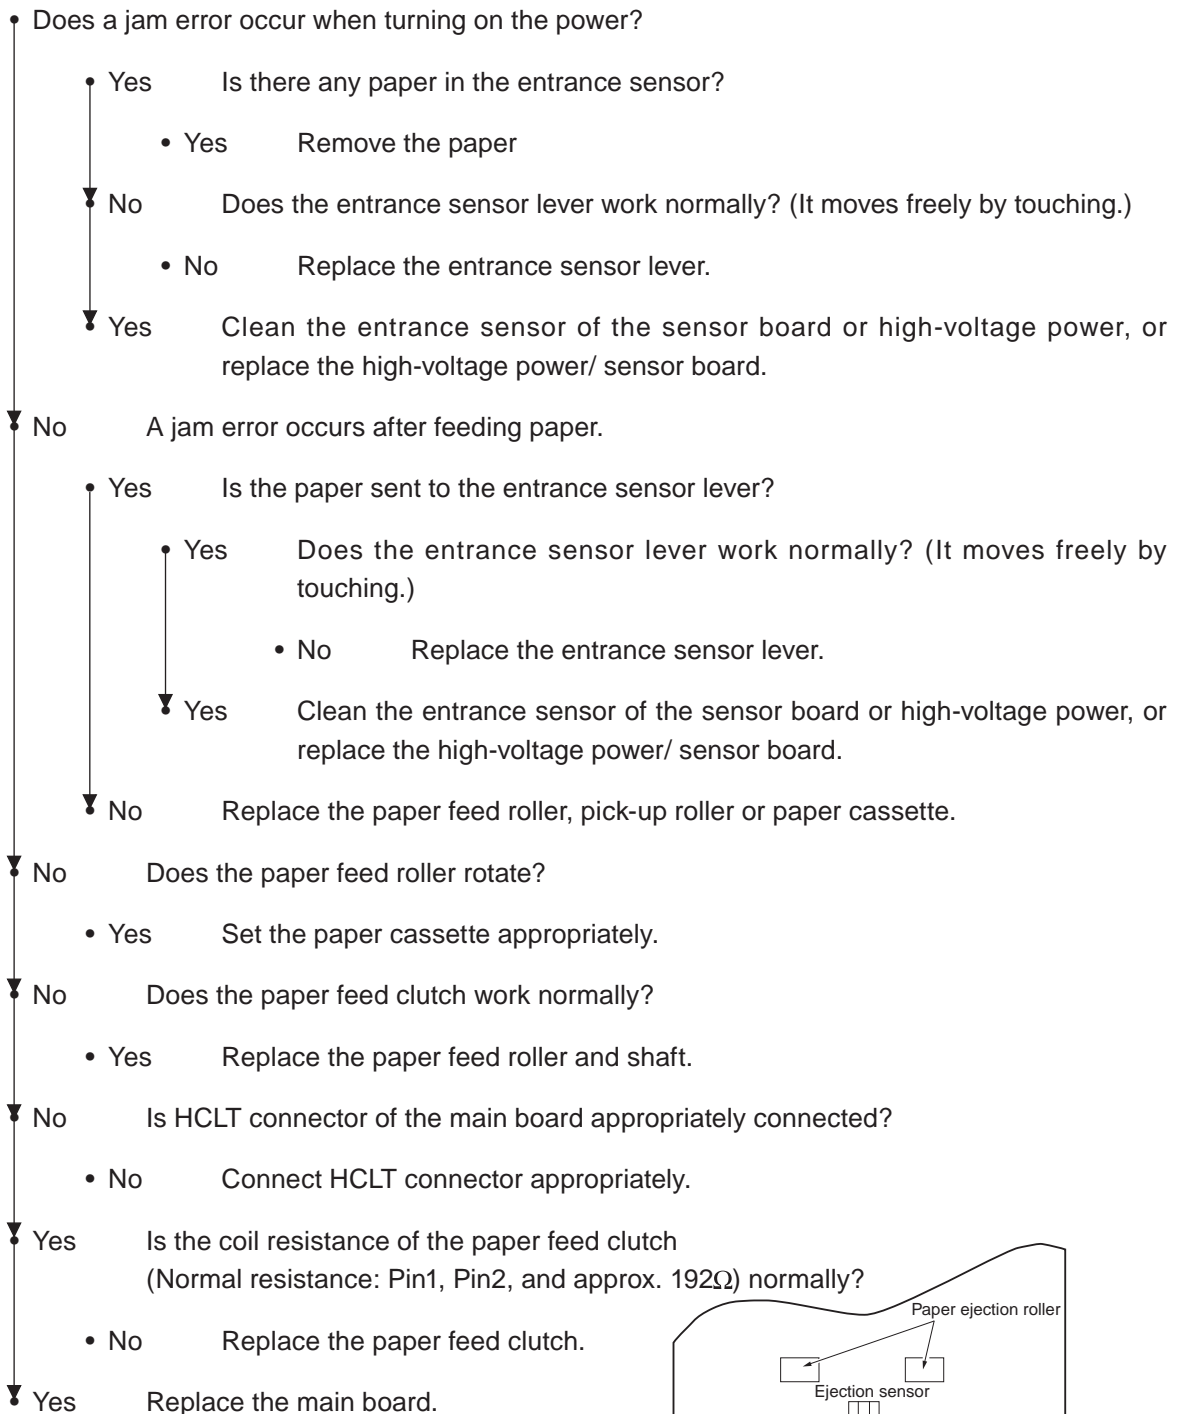 • Does a jam error occur when turning on the power?
• Yes Is there any paper in the entrance sensor?
• Yes Remove the paper
• No Does the entrance sensor lever work normally? (It moves freely by touching.)
• No Replace the entrance sensor lever.
• Yes Clean the entrance sensor of the sensor board or high-voltage power, or
replace the high-voltage power/ sensor board.
• No A jam error occurs after feeding paper.
• Yes Is the paper sent to the entrance sensor lever?
• Yes Does the entrance sensor lever work normally? (It moves freely by
touching.)
• No Replace the entrance sensor lever.
• Yes Clean the entrance sensor of the sensor board or high-voltage power, or
replace the high-voltage power/ sensor board.
• No Replace the paper feed roller, pick-up roller or paper cassette.
• No Does the paper feed roller rotate?
• Yes Set the paper cassette appropriately.
• No Does the paper feed clutch work normally?
• Yes Replace the paper feed roller and shaft.
• No Is HCLT connector of the main board appropriately connected?
• No Connect HCLT connector appropriately.
• Yes Is the coil resistance of the paper feed clutch
(Normal resistance: Pin1, Pin2, and approx. 192Ω) normally?
• No Replace the paper feed clutch.
• Yes Replace the main board.
Paper ejection roller
Ejection sensor